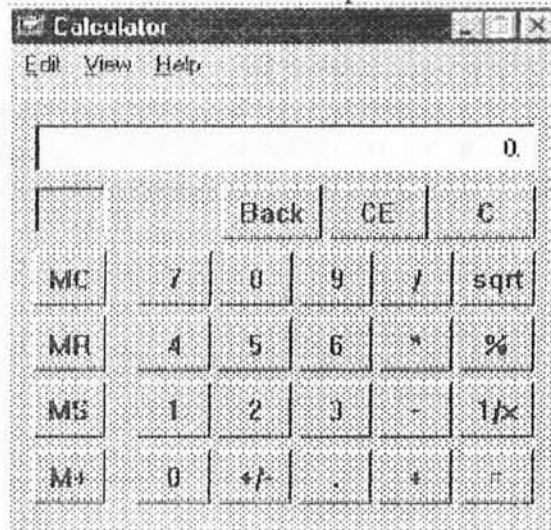 Calculator
Edit View Help
0.
Back CE C
MC 7 8 9 / sqrt
MR 4 5 6 * %
MS 1 2 3 - 1/x
M+ 0 +/- . + =